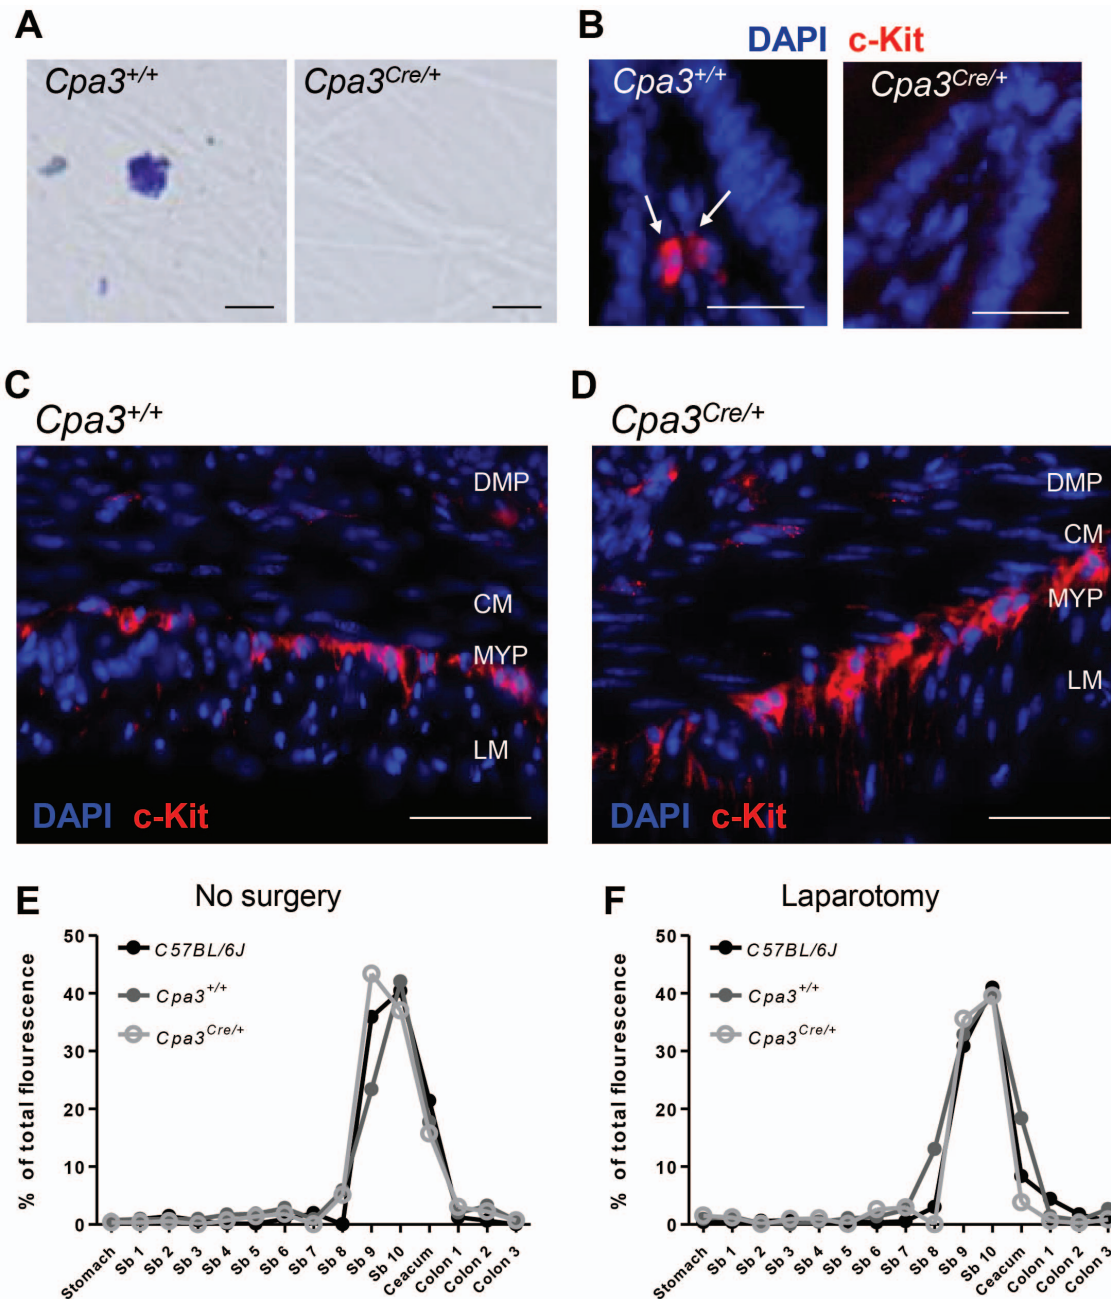 A
Cpa3+/+
Cpa3Cre/+
B
DAPI c-Kit
Cpa3+/+
Cpa3Cre/+
C
Cpa3+/+
DMP
CM
MYP
LM
DAPI c-Kit
D
Cpa3Cre/+
DMP
CM
MYP
LM
DAPI c-Kit
E
No surgery
% of total flourescence
50
40
30
20
10
0
C57BL/6J
Cpa3+/+
Cpa3Cre/+
Stomach
Sb 1
Sb 2
Sb 3
Sb 4
Sb 5
Sb 6
Sb 7
Sb 8
Sb 9
Sb 10
Ceacum
Colon 1
Colon 2
Colon 3
F
Laparotomy
% of total flourescence
50
40
30
20
10
0
C57BL/6J
Cpa3+/+
Cpa3Cre/+
Stomach
Sb 1
Sb 2
Sb 3
Sb 4
Sb 5
Sb 6
Sb 7
Sb 8
Sb 9
Sb 10
Ceacum
Colon 1
Colon 2
Colon 3